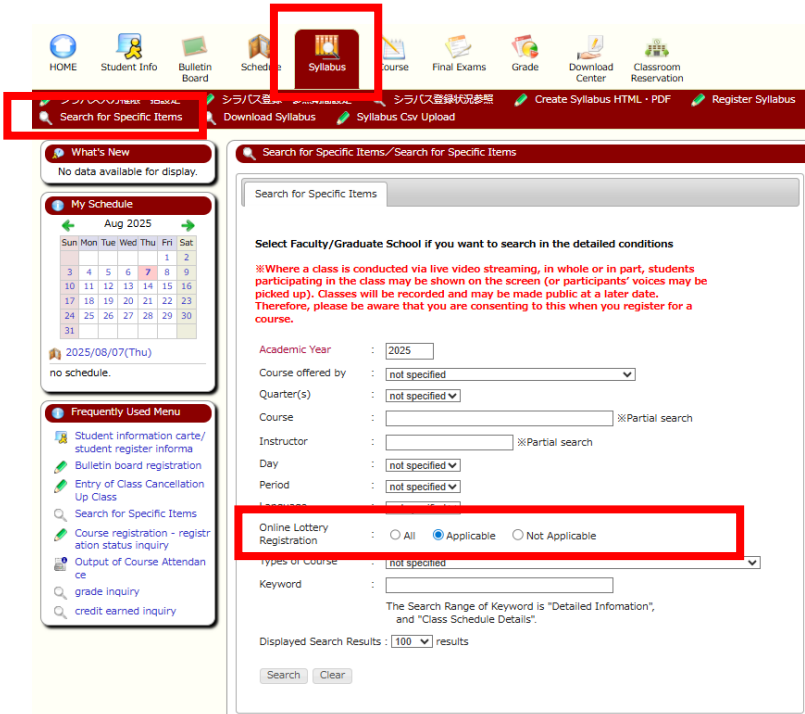 HOME
Student Info
Bulletin
Board
Schedule
Syllabus
Course
Final Exams
Grade
Download
Center
Classroom
Reservation
シラバス登録状況参照
Create Syllabus HTML・PDF
Register Syllabus
Search for Specific Items
Download Syllabus
Syllabus Csv Upload
What's New
No data available for display.
My Schedule
Aug 2025
Sun Mon Tue Wed Thu Fri Sat
1 2
3 4 5 6 7 8 9
10 11 12 13 14 15 16
17 18 19 20 21 22 23
24 25 26 27 28 29 30
31
2025/08/07(Thu)
no schedule.
Frequently Used Menu
Student information carte/
student register informa
Bulletin board registration
Entry of Class Cancellation
Up Class
Search for Specific Items
Course registration - registr
ation status inquiry
Output of Course Attendan
ce
grade inquiry
credit earned inquiry
Search for Specific Items／Search for Specific Items
Search for Specific Items
Select Faculty/Graduate School if you want to search in the detailed conditions
※Where a class is conducted via live video streaming, in whole or in part, students
participating in the class may be shown on the screen (or participants' voices may be
picked up). Classes will be recorded and may be made public at a later date.
Therefore, please be aware that you are consenting to this when you register for a
course.
Academic Year : 2025
Course offered by : not specified
Quarter(s) : not specified
Course : ※Partial search
Instructor : ※Partial search
Day : not specified
Period : not specified
Language : not specified
Online Lottery
Registration : All Applicable Not Applicable
Types of Course : not specified
Keyword :
The Search Range of Keyword is "Detailed Infomation",
and "Class Schedule Details".
Displayed Search Results : 100 results
Search Clear